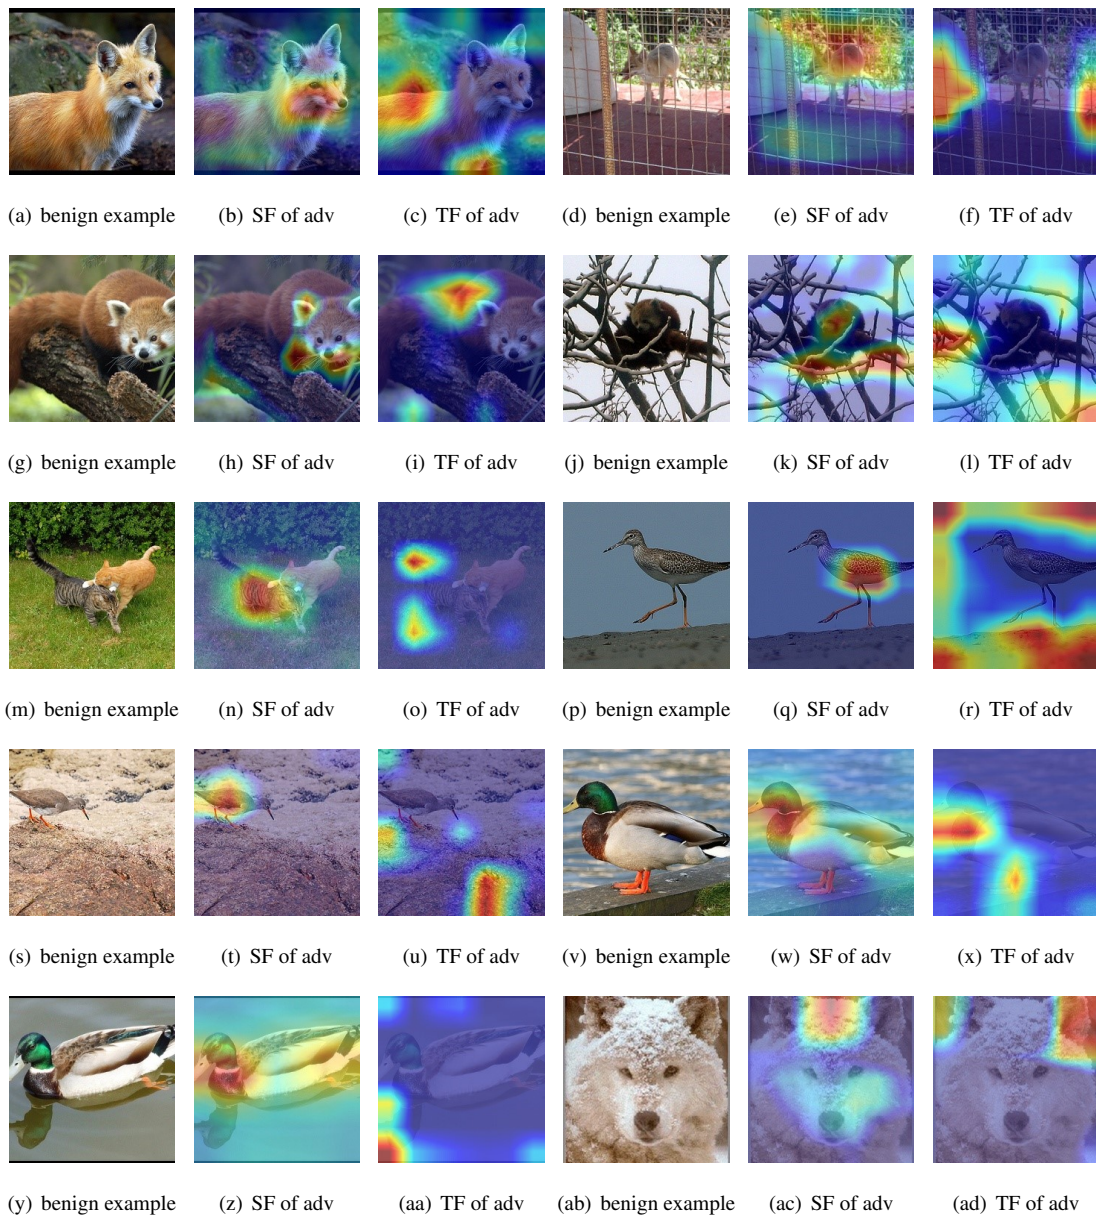 (a) benign example (b) SF of adv (c) TF of adv (d) benign example (e) SF of adv (f) TF of adv
(g) benign example (h) SF of adv (i) TF of adv (j) benign example (k) SF of adv (l) TF of adv
(m) benign example (n) SF of adv (o) TF of adv (p) benign example (q) SF of adv (r) TF of adv
(s) benign example (t) SF of adv (u) TF of adv (v) benign example (w) SF of adv (x) TF of adv
(y) benign example (z) SF of adv (aa) TF of adv (ab) benign example (ac) SF of adv (ad) TF of adv